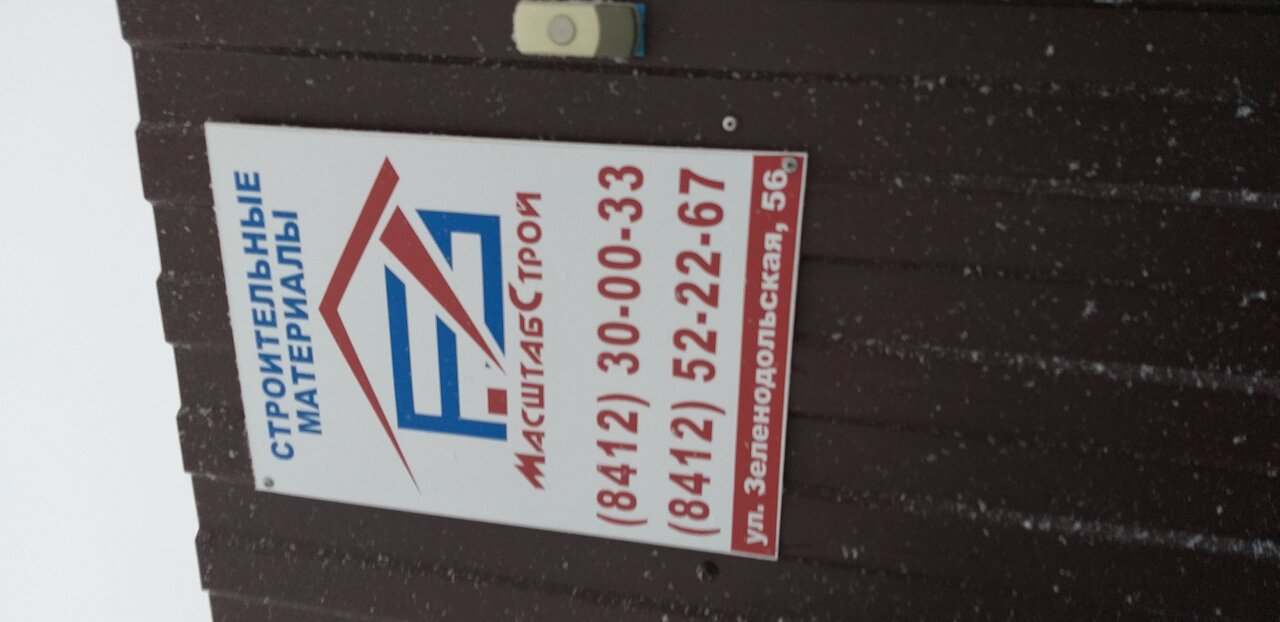 СТРОИТЕЛЬНЫЕ
МАТЕРИАЛЫ
МАСШТАБСТРОЙ
(8412) 30-00-33
(8412) 52-22-67
ул. Зеленодольская, 56